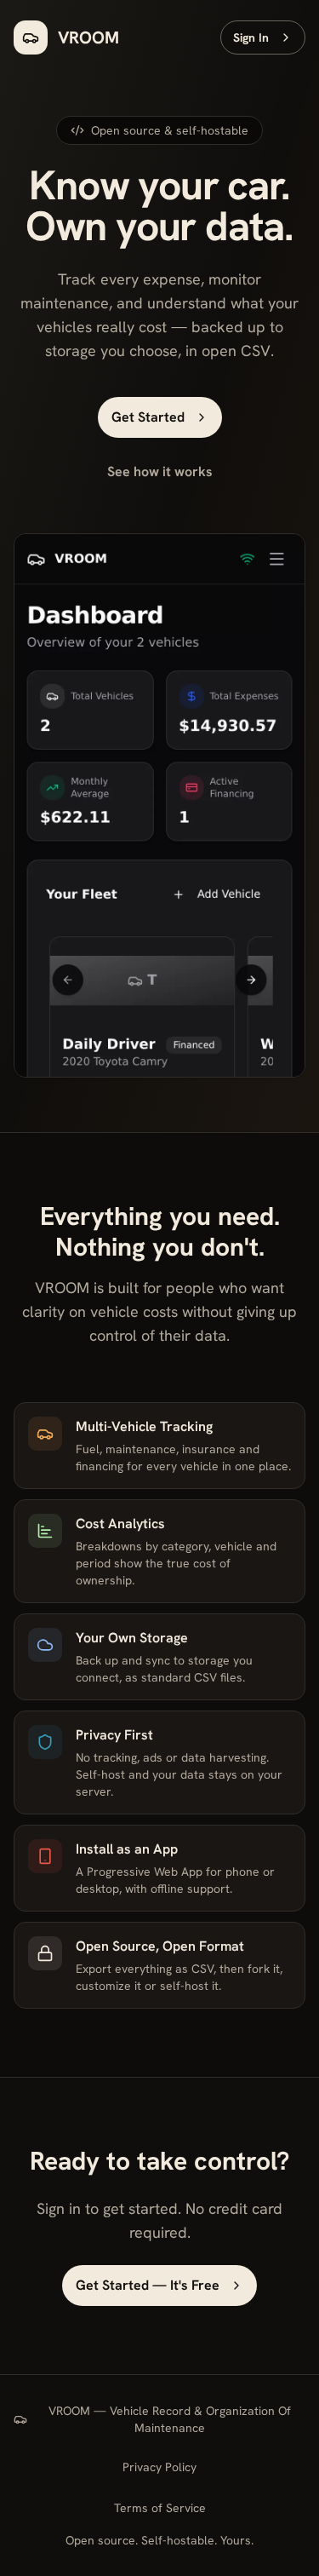 VROOM
Sign In
Open source & self-hostable
Know your car.
Own your data.
Track every expense, monitor
maintenance, and understand what your
vehicles really cost — backed up to
storage you choose, in open CSV.
Get Started
See how it works
VROOM
Dashboard
Overview of your 2 vehicles
Total Vehicles
2
Total Expenses
$14,930.57
Monthly
Average
$622.11
Active
Financing
1
Your Fleet
Add Vehicle
T
Daily Driver
Financed
2020 Toyota Camry
W
20
Everything you need.
Nothing you don't.
VROOM is built for people who want
clarity on vehicle costs without giving up
control of their data.
Multi-Vehicle Tracking
Fuel, maintenance, insurance and
financing for every vehicle in one place.
Cost Analytics
Breakdowns by category, vehicle and
period show the true cost of
ownership.
Your Own Storage
Back up and sync to storage you
connect, as standard CSV files.
Privacy First
No tracking, ads or data harvesting.
Self-host and your data stays on your
server.
Install as an App
A Progressive Web App for phone or
desktop, with offline support.
Open Source, Open Format
Export everything as CSV, then fork it,
customize it or self-host it.
Ready to take control?
Sign in to get started. No credit card
required.
Get Started — It's Free
VROOM — Vehicle Record & Organization Of
Maintenance
Privacy Policy
Terms of Service
Open source. Self-hostable. Yours.